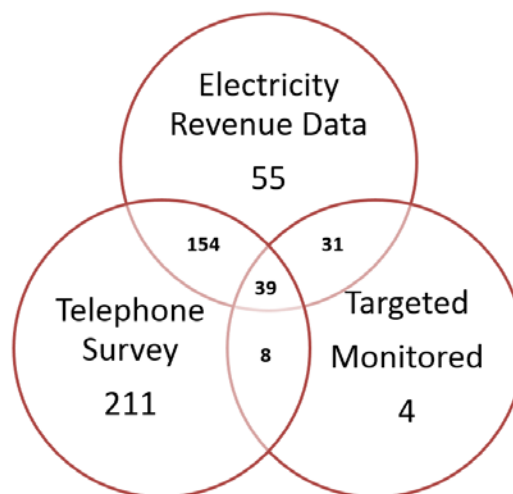 Electricity
Revenue Data
55
154
31
39
Telephone
Survey
211
8
Targeted
Monitored
4